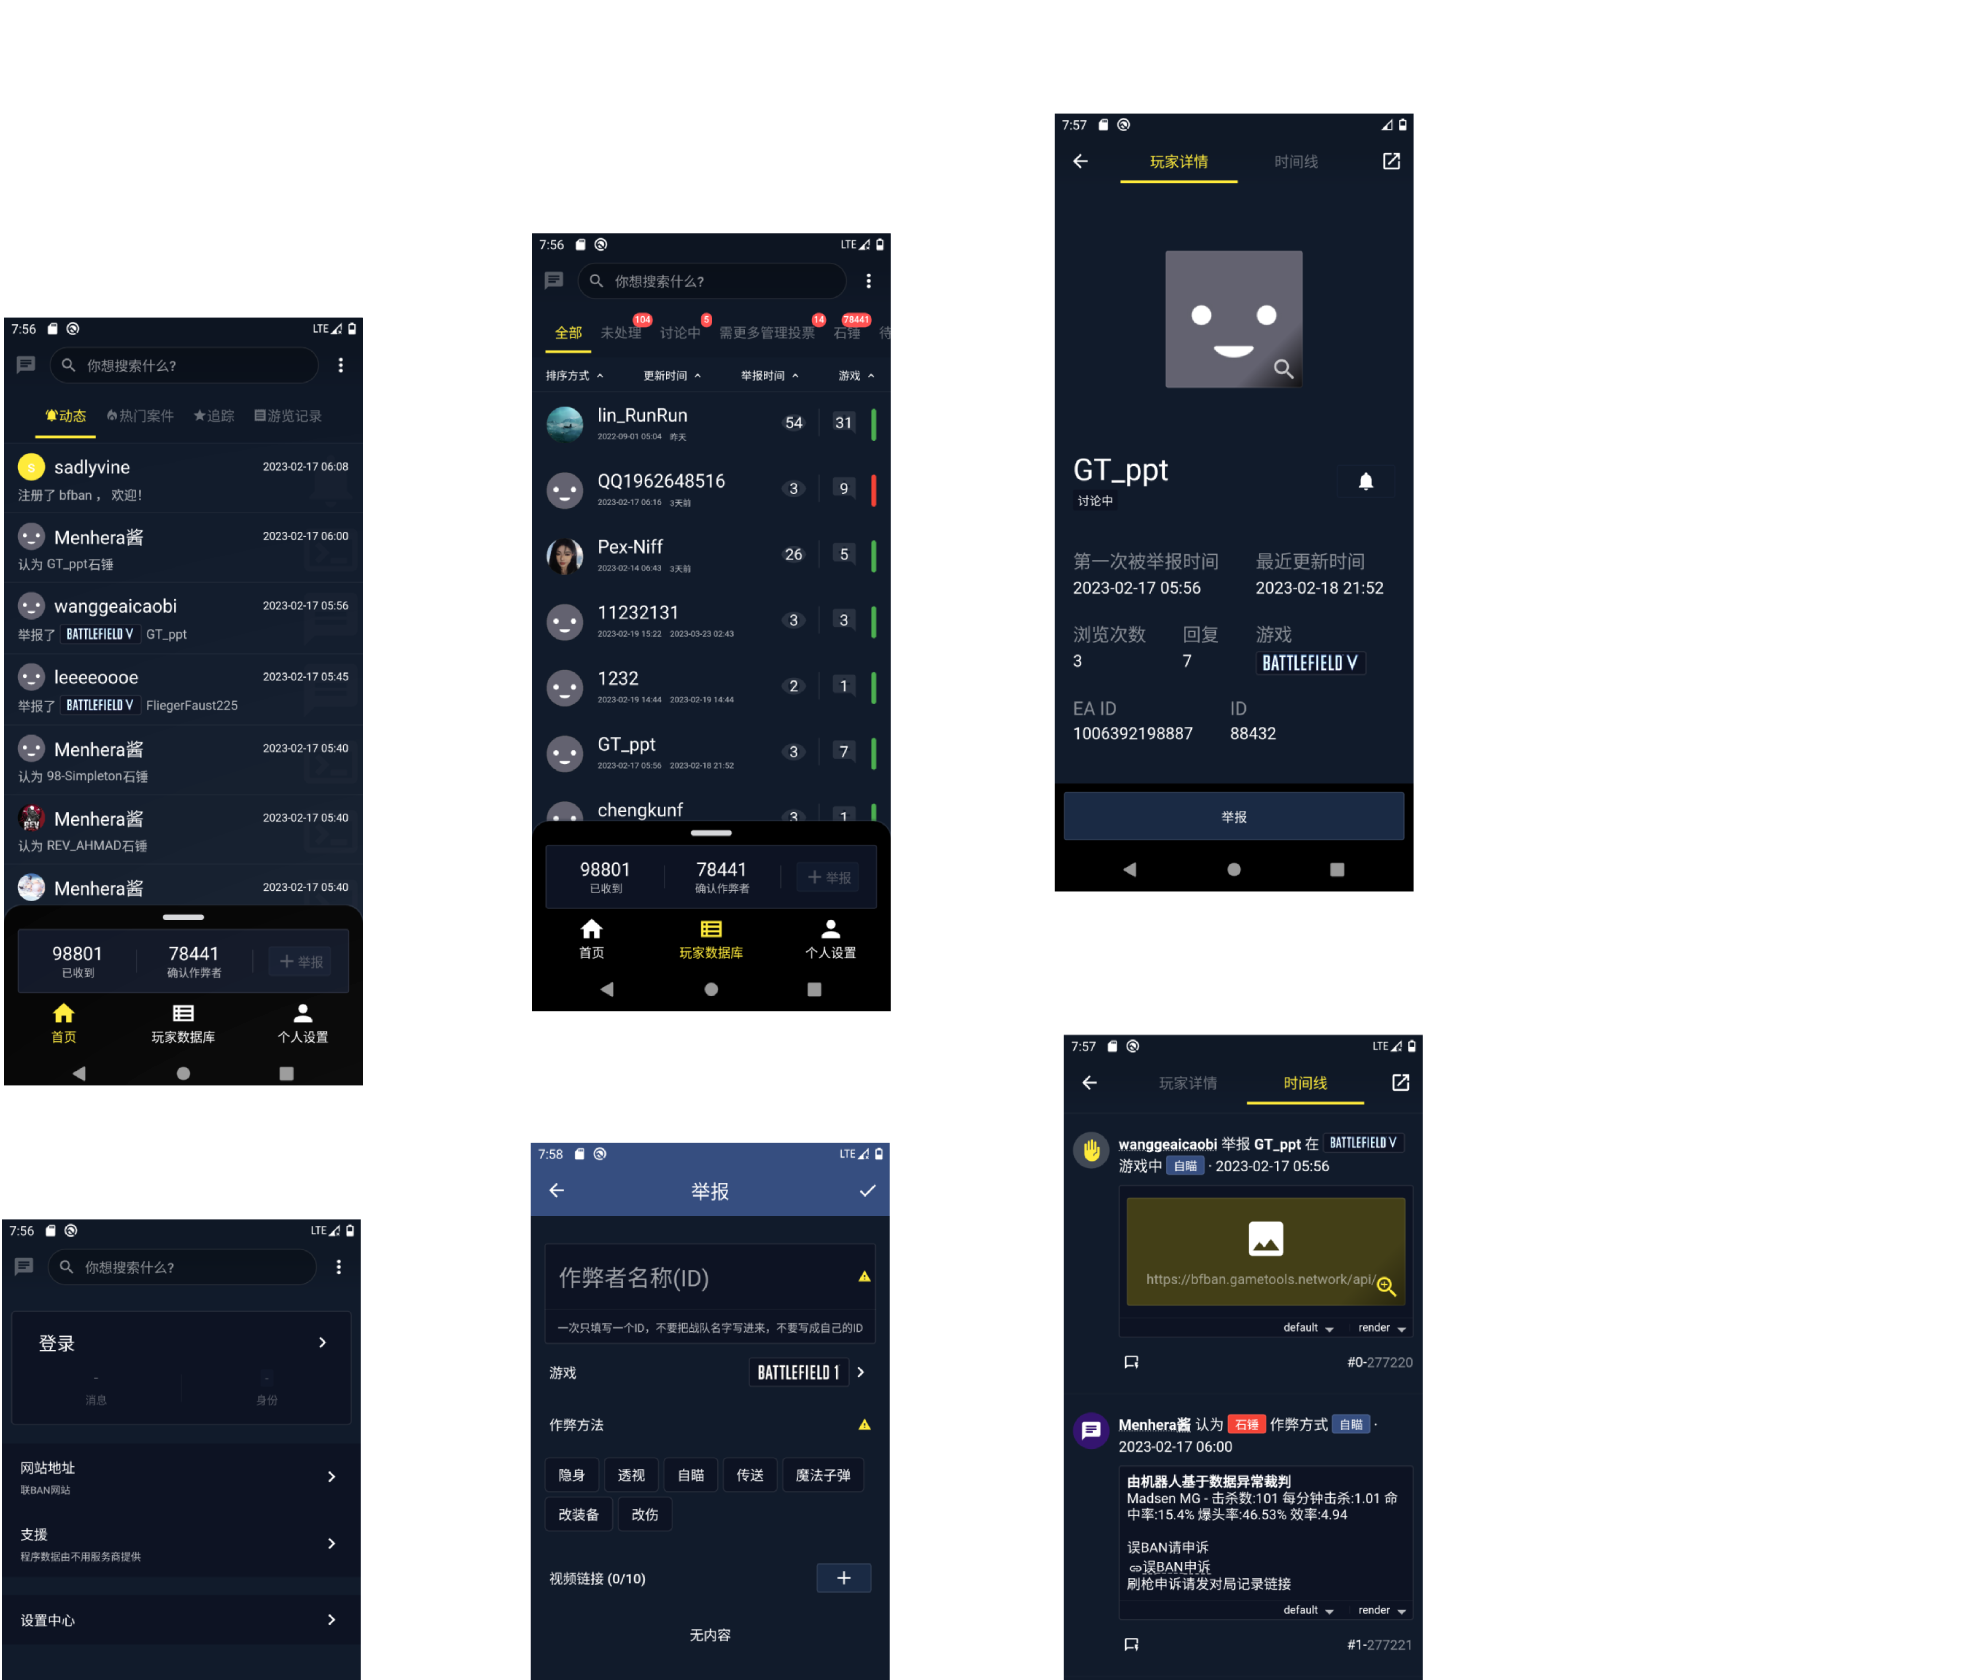 7:56
LTE
你想搜索什么?
动态 热门案件 追踪 游览记录
s
sadlyvine 2023-02-17 06:08
注册了 bfban ， 欢迎!
Menhera酱 2023-02-17 06:00
认为 GT_ppt石锤
wanggeaicaobi 2023-02-17 05:56
举报了 BATTLEFIELD V GT_ppt
leeeeoooe 2023-02-17 05:45
举报了 BATTLEFIELD V FliegerFaust225
Menhera酱 2023-02-17 05:40
认为 98-Simpleton石锤
Menhera酱 2023-02-17 05:40
认为 REV_AHMAD石锤
Menhera酱 2023-02-17 05:40
98801 78441 举报
已收到 确认作弊者
首页 玩家数据库 个人设置
7:56 LTE
你想搜索什么?
登录
- -
消息 身份
网站地址
联BAN网站
支援
程序数据由不用服务商提供
设置中心
7:56 LTE
你想搜索什么?
104 5 14 78441
全部 未处理 讨论中 需更多管理投票 石锤 待
排序方式 更新时间 举报时间 游戏
lin_RunRun 54 31
2022-09-01 05:04 昨天
QQ1962648516 3 9
2023-02-17 06:16 3天前
Pex-Niff 26 5
2023-02-14 06:43 3天前
11232131 3 3
2023-02-19 15:22 2023-03-23 02:43
1232 2 1
2023-02-19 14:44 2023-02-19 14:44
GT_ppt 3 7
2023-02-17 05:56 2023-02-18 21:52
chengkunf 3 1
98801 78441 举报
已收到 确认作弊者
首页 玩家数据库 个人设置
7:58 LTE
举报
作弊者名称(ID)
一次只填写一个ID，不要把战队名字写进来，不要写成自己的ID
游戏 BATTLEFIELD 1
作弊方法
隐身 透视 自瞄 传送 魔法子弹
改装备 改伤
视频链接 (0/10)
无内容
7:57
玩家详情 时间线
GT_ppt
讨论中
第一次被举报时间 最近更新时间
2023-02-17 05:56 2023-02-18 21:52
浏览次数 回复 游戏
3 7 BATTLEFIELD V
EA ID ID
1006392198887 88432
举报
7:57 LTE
玩家详情 时间线
wanggeaicaobi 举报 GT_ppt 在 BATTLEFIELD V
游戏中 自瞄 · 2023-02-17 05:56
https://bfban.gametools.network/api/
default render
#0-277220
Menhera酱 认为 石锤 作弊方式 自瞄 ·
2023-02-17 06:00
由机器人基于数据异常裁判
Madsen MG - 击杀数:101 每分钟击杀:1.01 命
中率:15.4% 爆头率:46.53% 效率:4.94
误BAN请申诉
误BAN申诉
刷枪申诉请发对局记录链接
default render
#1-277221